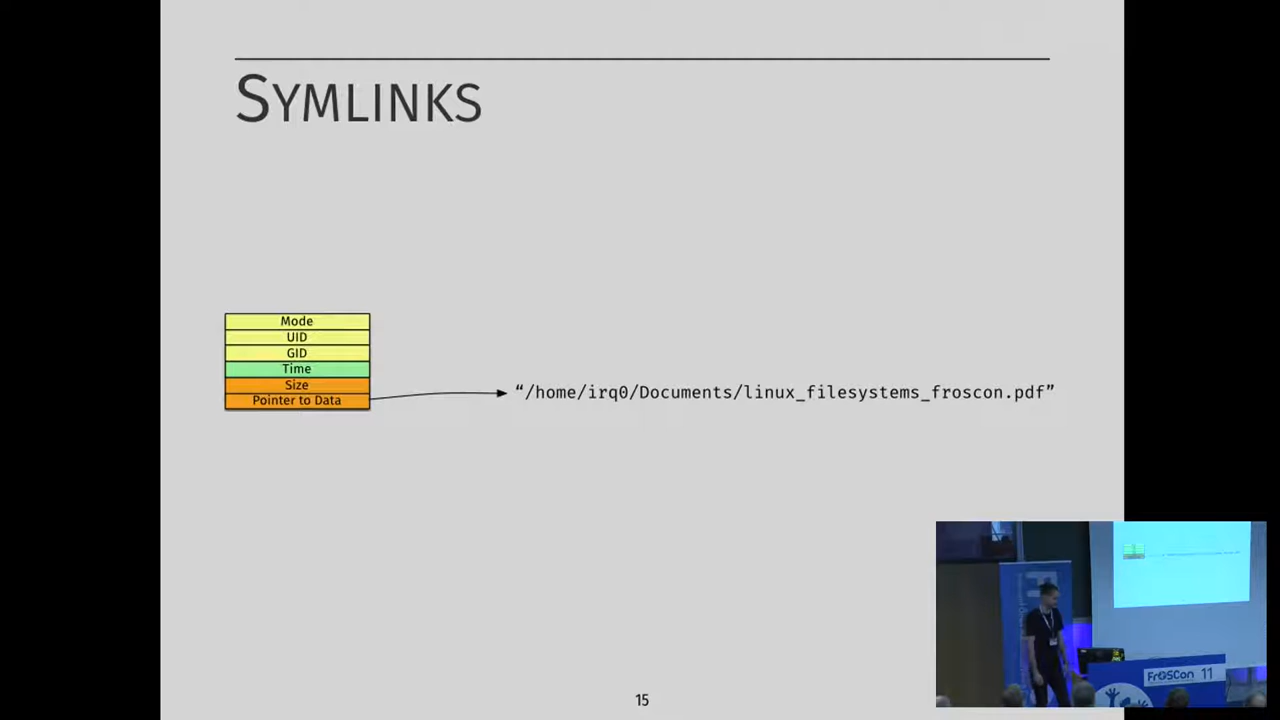 SYMLINKS
Mode
UID
GID
Time
Size
Pointer to Data
“/home/irq0/Documents/linux_filesystems_froscon.pdf”
FrOSCon 11
15